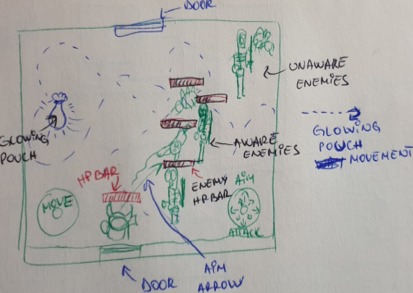 DOOR
UNAWARE
ENEMIES
GLOWING
POUCH
AWARE
ENEMIES
GLOWING
POUCH
MOVEMENT
HP BAR
ENEMY
HP BAR
AIM
MOVE
ATTACK
DOOR
AIM
ARROW